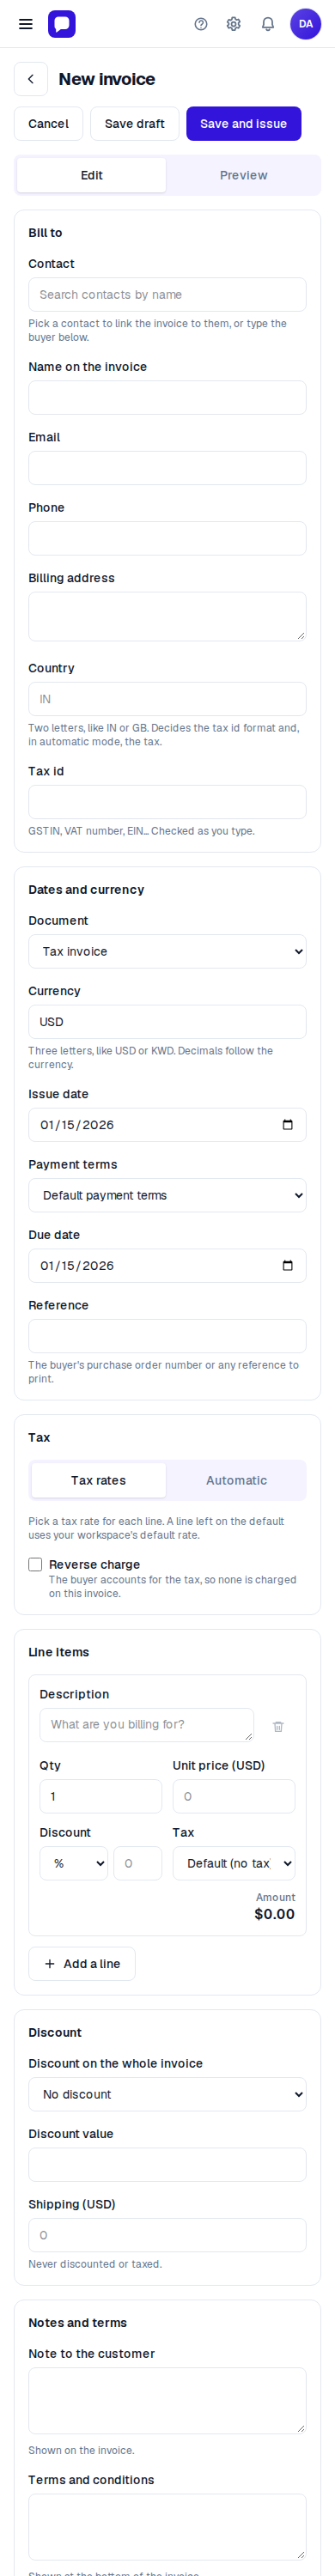 DA
New invoice
Cancel
Save draft
Save and issue
Edit
Preview
Bill to
Contact
Search contacts by name
Pick a contact to link the invoice to them, or type the
buyer below.
Name on the invoice
Email
Phone
Billing address
Country
IN
Two letters, like IN or GB. Decides the tax id format and,
in automatic mode, the tax.
Tax id
GSTIN, VAT number, EIN... Checked as you type.
Dates and currency
Document
Tax invoice
Currency
USD
Three letters, like USD or KWD. Decimals follow the
currency.
Issue date
01/15/2026
Payment terms
Default payment terms
Due date
01/15/2026
Reference
The buyer's purchase order number or any reference to
print.
Tax
Tax rates
Automatic
Pick a tax rate for each line. A line left on the default
uses your workspace's default rate.
Reverse charge
The buyer accounts for the tax, so none is charged
on this invoice.
Line items
Description
What are you billing for?
Qty
Unit price (USD)
1
0
Discount
Tax
%
0
Default (no tax)
Amount
$0.00
Add a line
Discount
Discount on the whole invoice
No discount
Discount value
Shipping (USD)
0
Never discounted or taxed.
Notes and terms
Note to the customer
Shown on the invoice.
Terms and conditions
Shown at the bottom of the invoice.